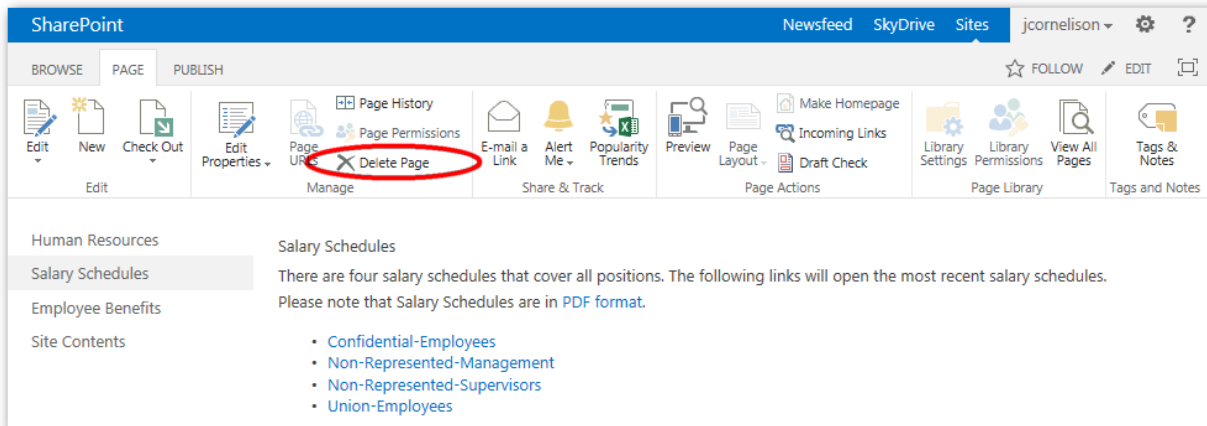 SharePoint
Newsfeed SkyDrive Sites jcornelison ?
BROWSE PAGE PUBLISH
FOLLOW EDIT
Edit
New
Check Out
Edit
Edit
Properties
Page
URLs
Page History
Page Permissions
Delete Page
Manage
E-mail a
Link
Alert
Me
Popularity
Trends
Share & Track
Preview
Page
Layout
Make Homepage
Incoming Links
Draft Check
Page Actions
Library
Settings
Library
Permissions
View All
Pages
Page Library
Tags &
Notes
Tags and Notes
Human Resources
Salary Schedules
Employee Benefits
Site Contents
Salary Schedules
There are four salary schedules that cover all positions. The following links will open the most recent salary schedules.
Please note that Salary Schedules are in PDF format.
• Confidential-Employees
• Non-Represented-Management
• Non-Represented-Supervisors
• Union-Employees